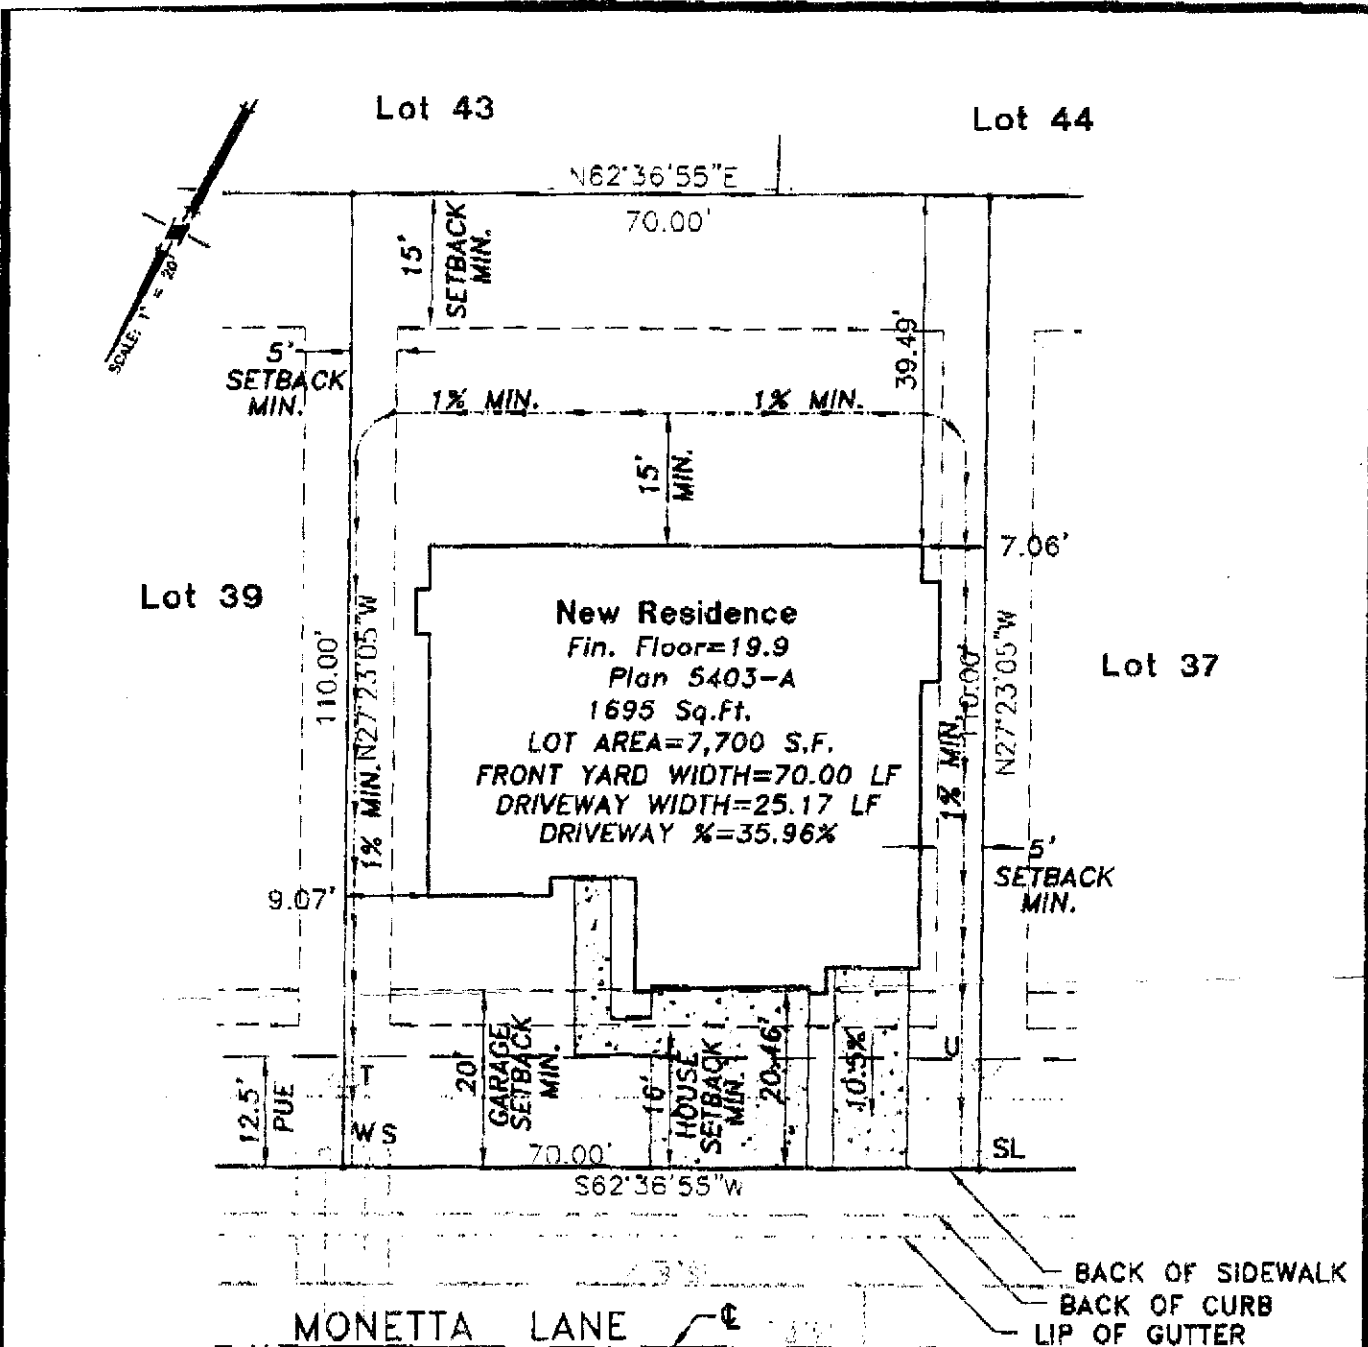 Lot 43
Lot 44
N62°36'55"E
70.00'
SCALE: 1" = 20'
15'
SETBACK
MIN.
39.49'
5'
SETBACK
MIN.
1% MIN.
1% MIN.
15'
MIN.
7.06'
Lot 39
New Residence
Fin. Floor=19.9
Plan 5403-A
1695 Sq.Ft.
LOT AREA=7,700 S.F.
FRONT YARD WIDTH=70.00 LF
DRIVEWAY WIDTH=25.17 LF
DRIVEWAY %=35.96%
Lot 37
110.00'
N27°23'05"W
1% MIN.
110.00'
N27°23'05"W
1% MIN.
5'
SETBACK
MIN.
9.07'
12.5'
PUE
T
WS
20'
GARAGE
SETBACK
MIN.
16'
HOUSE
SETBACK
MIN.
20.46'
10.5%
SL
70.00'
S62°36'55"W
BACK OF SIDEWALK
BACK OF CURB
LIP OF GUTTER
MONETTA LANE
℄